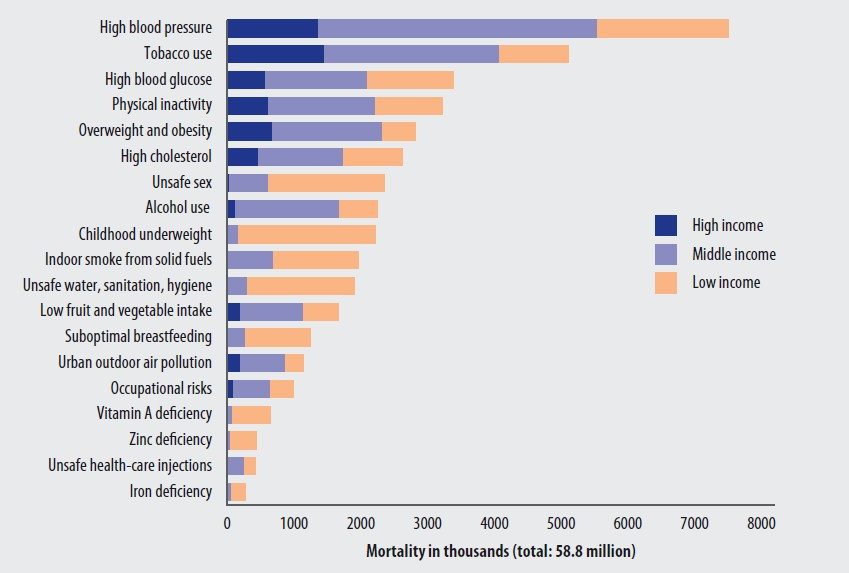 High blood pressure
Tobacco use
High blood glucose
Physical inactivity
Overweight and obesity
High cholesterol
Unsafe sex
Alcohol use
Childhood underweight
Indoor smoke from solid fuels
Unsafe water, sanitation, hygiene
Low fruit and vegetable intake
Suboptimal breastfeeding
Urban outdoor air pollution
Occupational risks
Vitamin A deficiency
Zinc deficiency
Unsafe health-care injections
Iron deficiency
High income
Middle income
Low income
0 1000 2000 3000 4000 5000 6000 7000 8000
Mortality in thousands (total: 58.8 million)